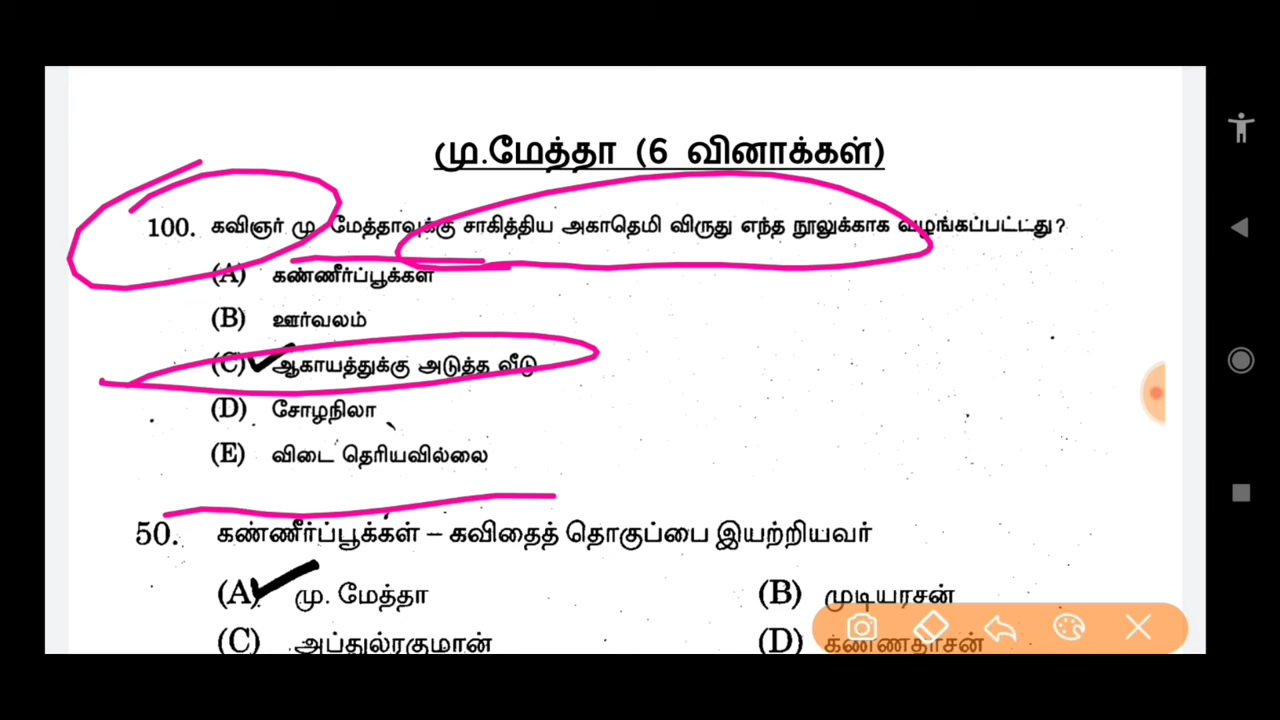 மு.மேத்தா (6 வினாக்கள்)
100. கவிஞர் மு. மேத்தாவுக்கு சாகித்திய அகாதெமி விருது எந்த நூலுக்காக வழங்கப்பட்டது?
(A) கண்ணீர்ப்பூக்கள்
(B) ஊர்வலம்
(C) ஆகாயத்துக்கு அடுத்த வீடு
(D) சோழநிலா
(E) விடை தெரியவில்லை
50. கண்ணீர்ப்பூக்கள் – கவிதைத் தொகுப்பை இயற்றியவர்
(A) மு. மேத்தா (B) முடியரசன்
(C) அப்துல்ரகுமான் (D) கண்ணதாசன்